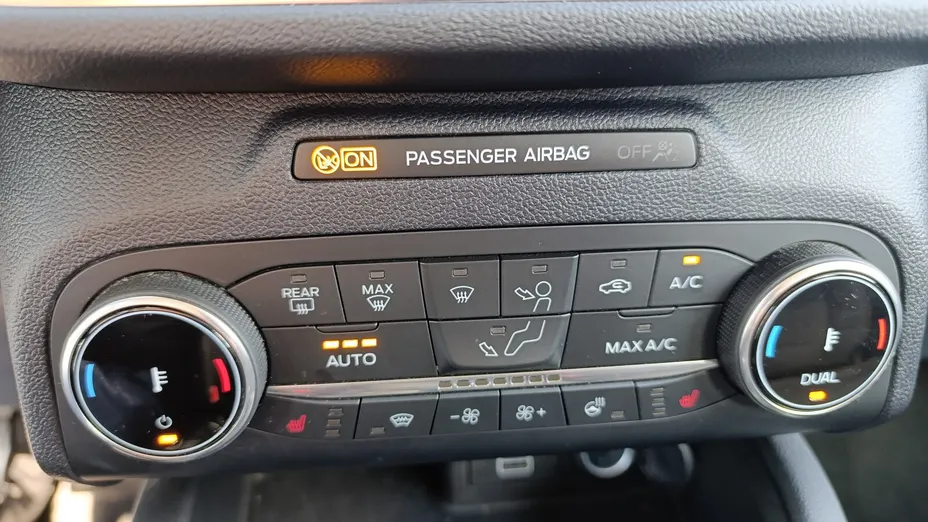 ON PASSENGER AIRBAG OFF
REAR MAX A/C
AUTO MAX A/C
DUAL
- +